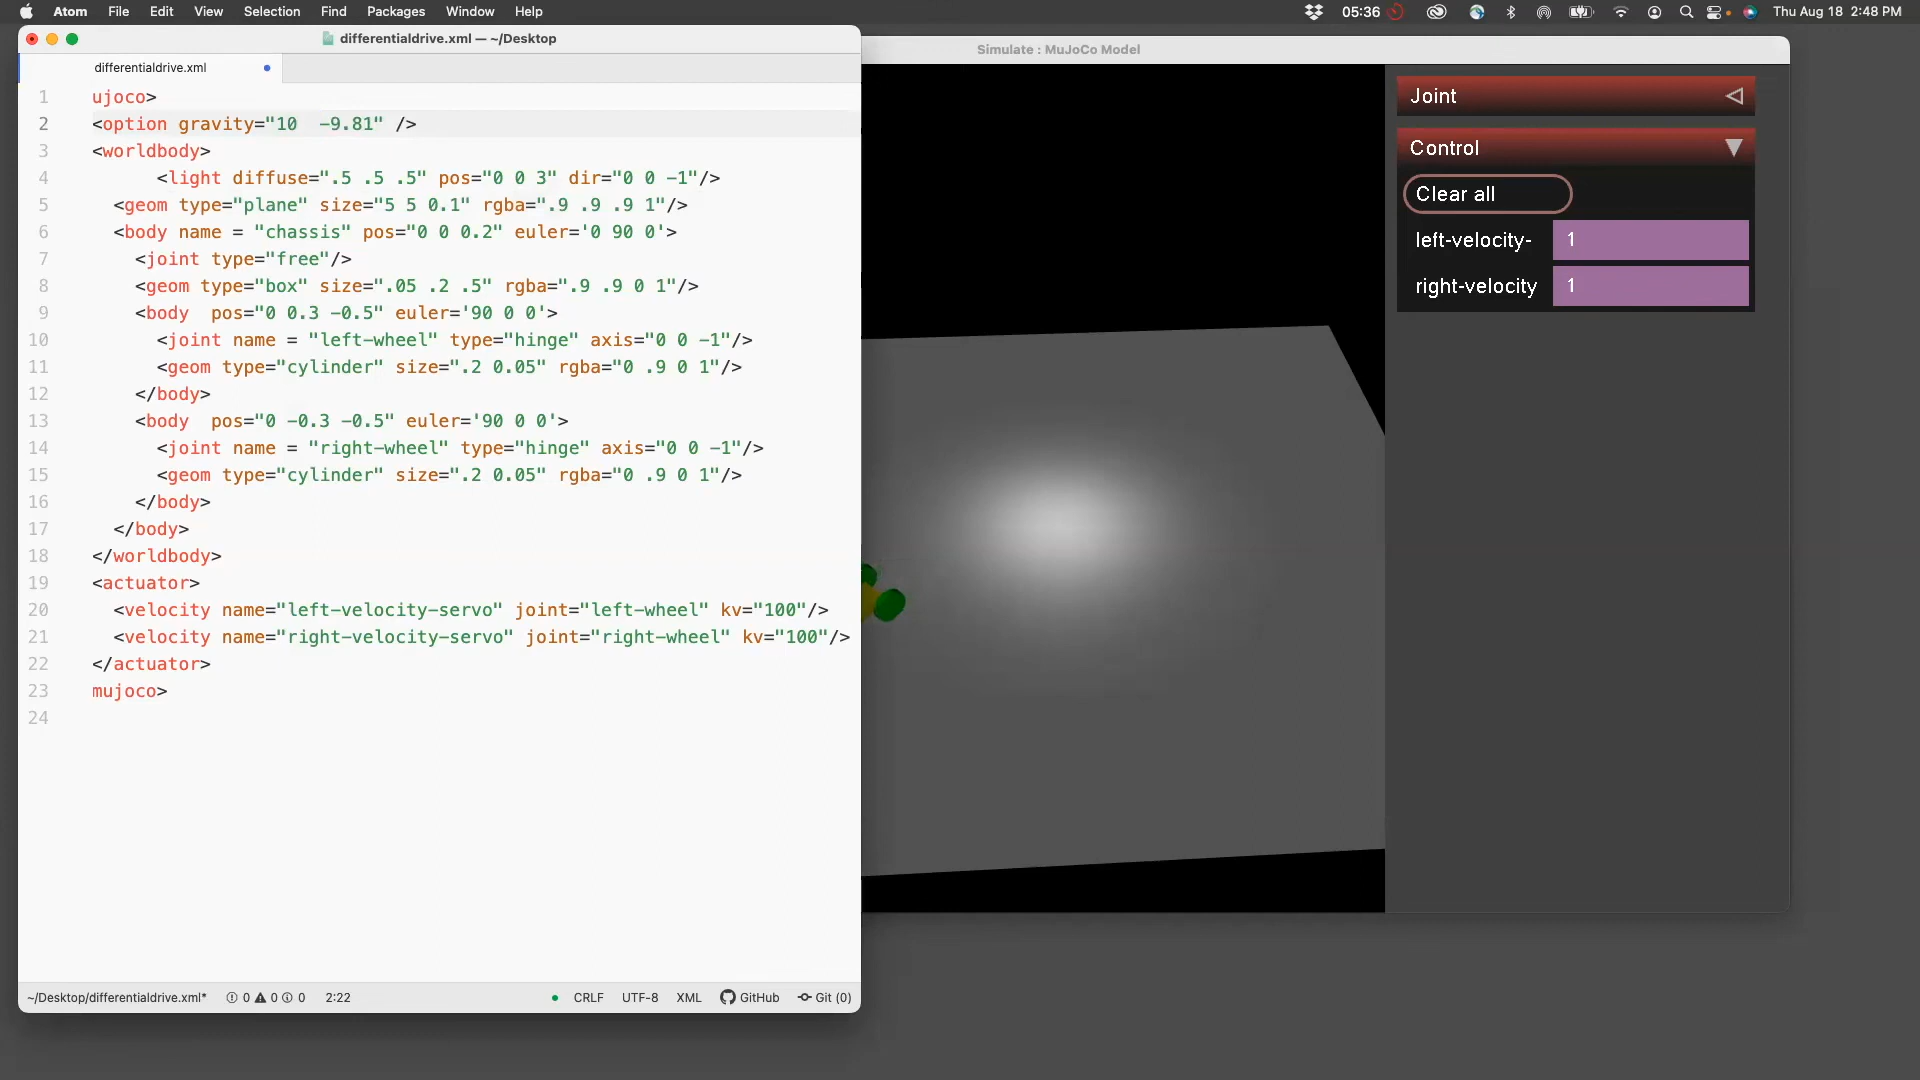 Atom File Edit View Selection Find Packages Window Help 05:36 Thu Aug 18 2:48 PM
differentialdrive.xml — ~/Desktop
Simulate : MuJoCo Model
differentialdrive.xml
1 ujoco>
2 <option gravity="10  -9.81" />
3 <worldbody>
4 <light diffuse=".5 .5 .5" pos="0 0 3" dir="0 0 -1"/>
5 <geom type="plane" size="5 5 0.1" rgba=".9 .9 .9 1"/>
6 <body name = "chassis" pos="0 0 0.2" euler='0 90 0'>
7 <joint type="free"/>
8 <geom type="box" size=".05 .2 .5" rgba=".9 .9 0 1"/>
9 <body  pos="0 0.3 -0.5" euler='90 0 0'>
10 <joint name = "left-wheel" type="hinge" axis="0 0 -1"/>
11 <geom type="cylinder" size=".2 0.05" rgba="0 .9 0 1"/>
12 </body>
13 <body  pos="0 -0.3 -0.5" euler='90 0 0'>
14 <joint name = "right-wheel" type="hinge" axis="0 0 -1"/>
15 <geom type="cylinder" size=".2 0.05" rgba="0 .9 0 1"/>
16 </body>
17 </body>
18 </worldbody>
19 <actuator>
20 <velocity name="left-velocity-servo" joint="left-wheel" kv="100"/>
21 <velocity name="right-velocity-servo" joint="right-wheel" kv="100"/>
22 </actuator>
23 mujoco>
24
Joint
Control
Clear all
left-velocity- 1
right-velocity 1
~/Desktop/differentialdrive.xml* 0 0 0 2:22 CRLF UTF-8 XML GitHub Git (0)